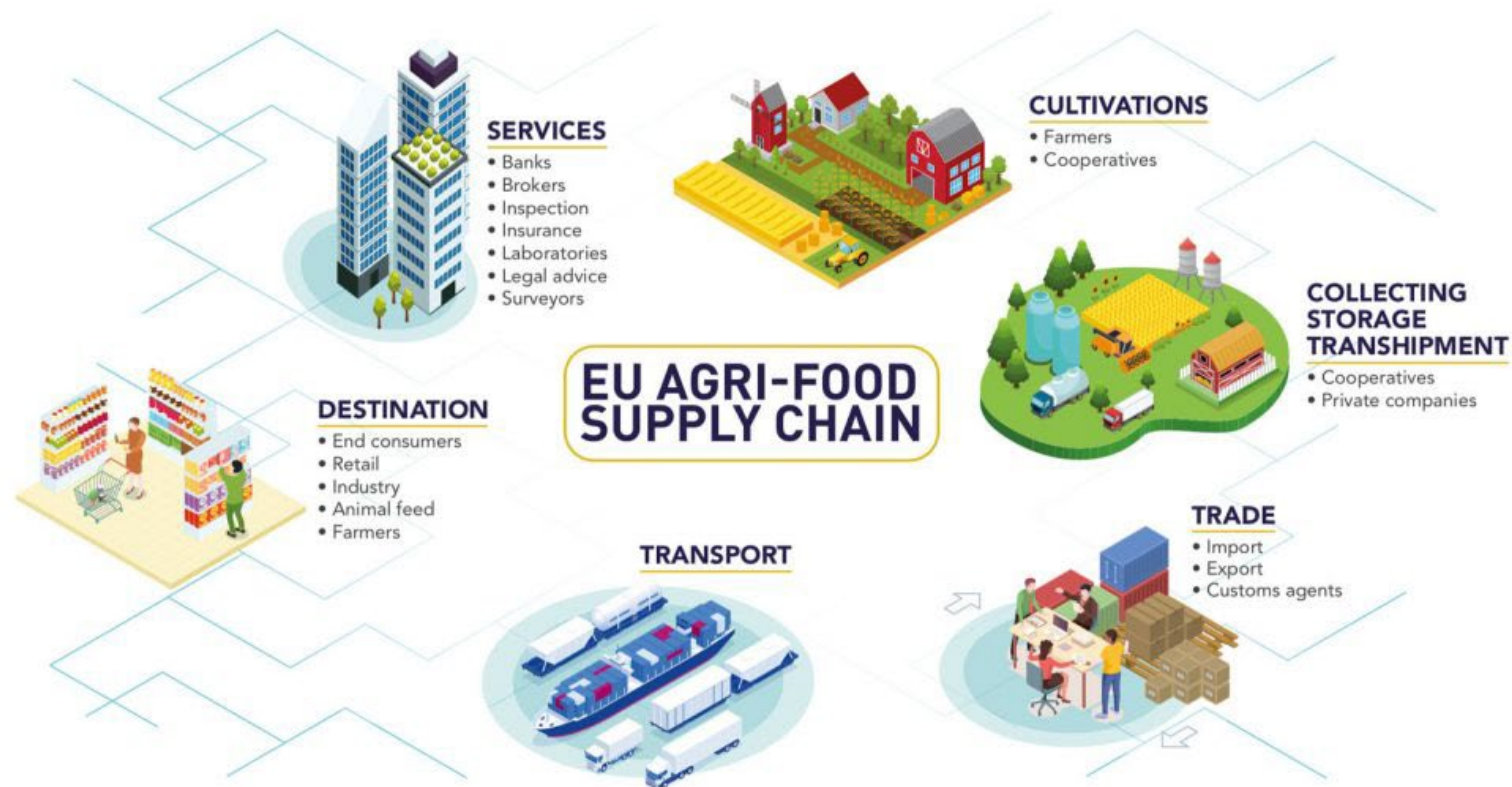 SERVICES
• Banks
• Brokers
• Inspection
• Insurance
• Laboratories
• Legal advice
• Surveyors
CULTIVATIONS
• Farmers
• Cooperatives
COLLECTING
STORAGE
TRANSHIPMENT
• Cooperatives
• Private companies
EU AGRI-FOOD
SUPPLY CHAIN
DESTINATION
• End consumers
• Retail
• Industry
• Animal feed
• Farmers
TRANSPORT
TRADE
• Import
• Export
• Customs agents